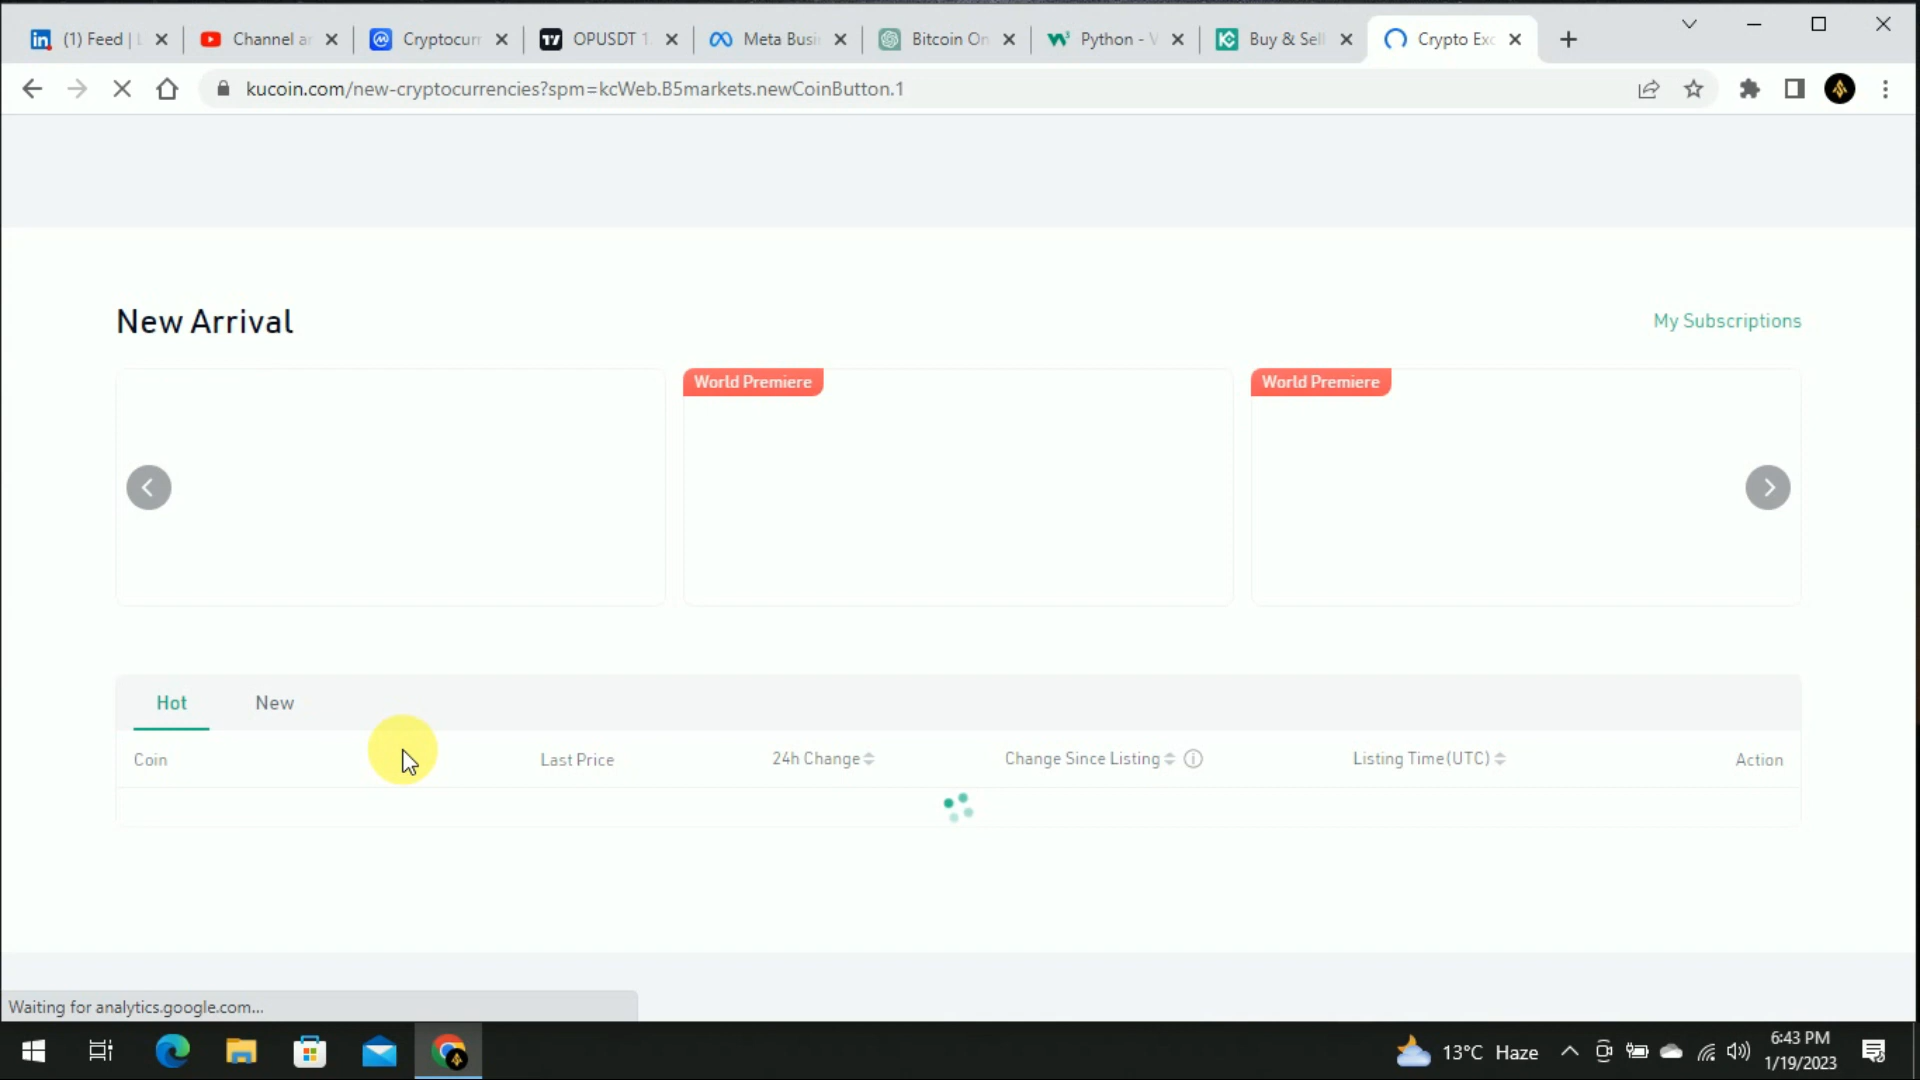 (1) Feed | L
Channel an
Cryptocurr
OPUSDT 1.
Meta Busi
Bitcoin On
Python - V
Buy & Sell
Crypto Exc
kucoin.com/new-cryptocurrencies?spm=kcWeb.B5markets.newCoinButton.1
New Arrival
My Subscriptions
World Premiere
World Premiere
Hot
New
Coin
Last Price
24h Change
Change Since Listing
Listing Time(UTC)
Action
Waiting for analytics.google.com...
13°C Haze
6:43 PM
1/19/2023